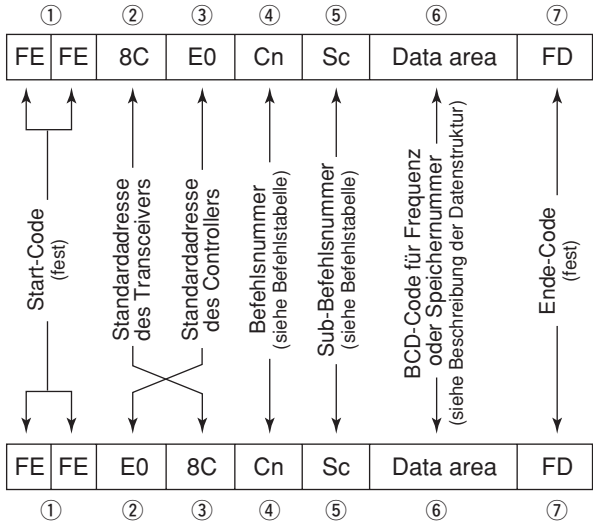 ① ② ③ ④ ⑤ ⑥ ⑦
FE FE 8C E0 Cn Sc Data area FD
Start-Code
(fest)
Standardadresse
des Transceivers
Standardadresse
des Controllers
Befehlsnummer
(siehe Befehlstabelle)
Sub-Befehlsnummer
(siehe Befehlstabelle)
BCD-Code für Frequenz
oder Speichernummer
(siehe Beschreibung der Datenstruktur)
Ende-Code
(fest)
FE FE E0 8C Cn Sc Data area FD
① ② ③ ④ ⑤ ⑥ ⑦